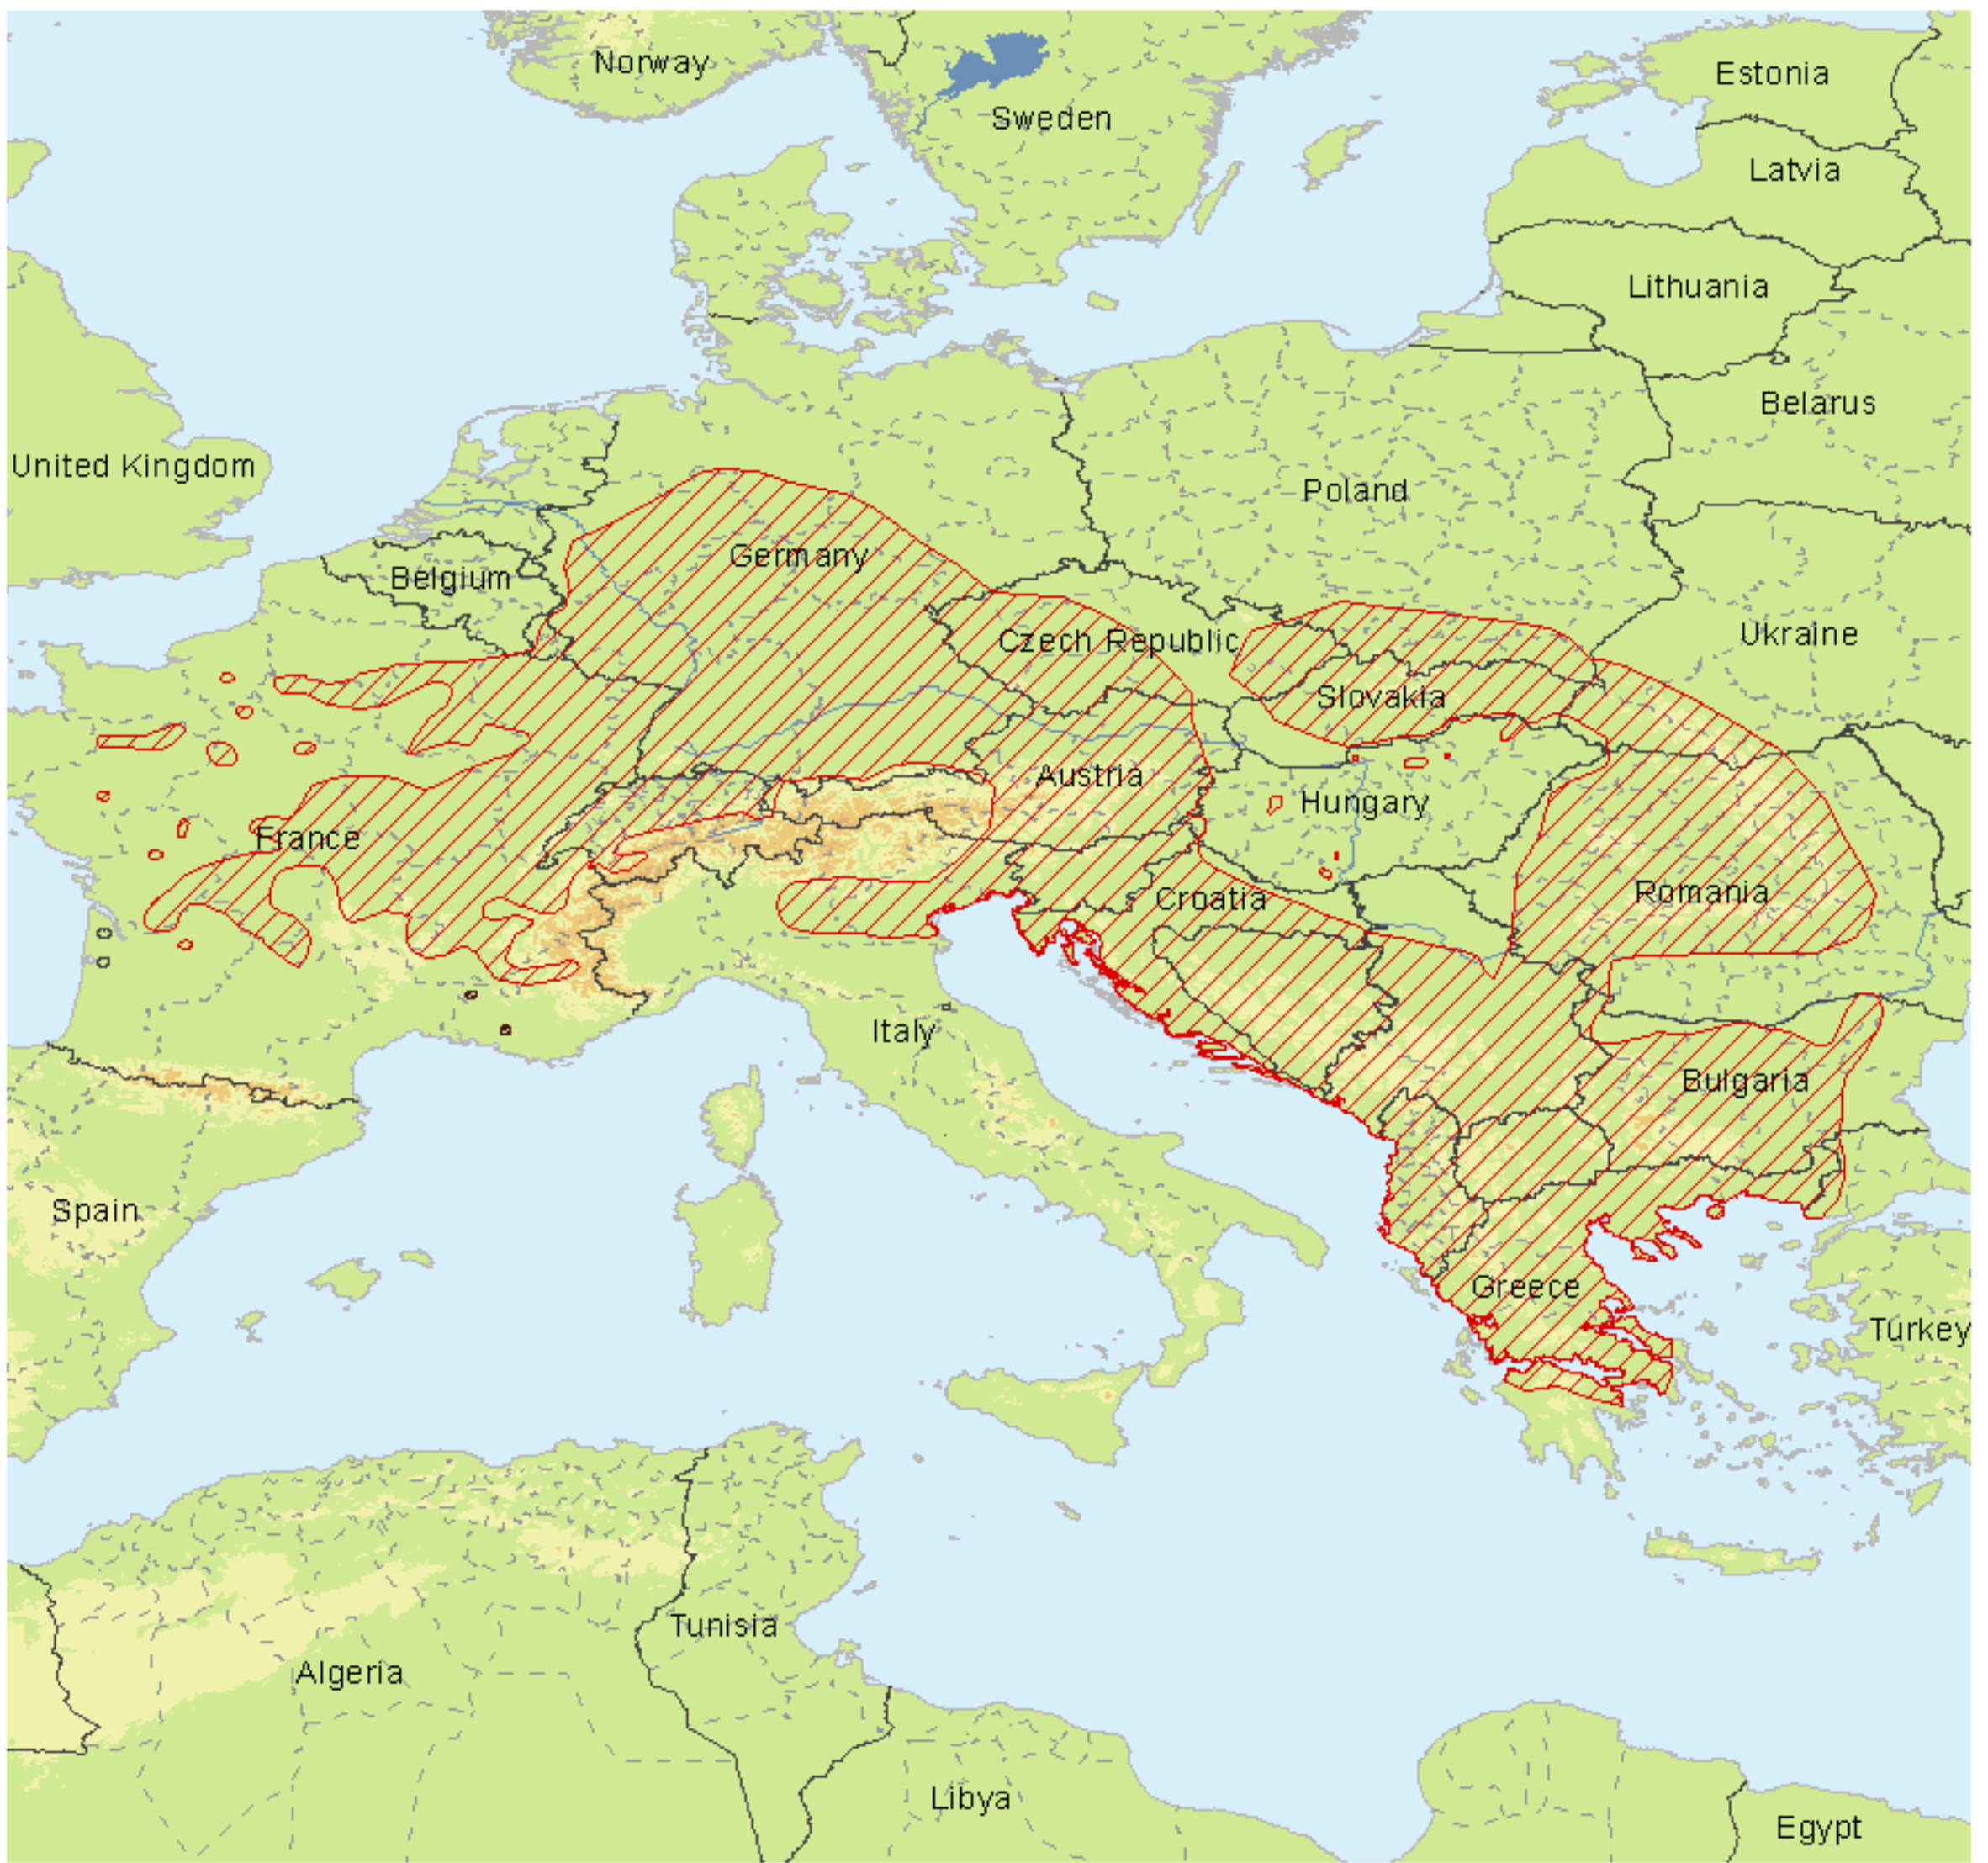 Norway
Estonia
Sweden
Latvia
Lithuania
Belarus
United Kingdom
Poland
Germany
Belgium
Czech Republic
Ukraine
Slovakia
Austria
Hungary
France
Romania
Croatia
Italy
Bulgaria
Spain
Greece
Turkey
Tunisia
Algeria
Libya
Egypt